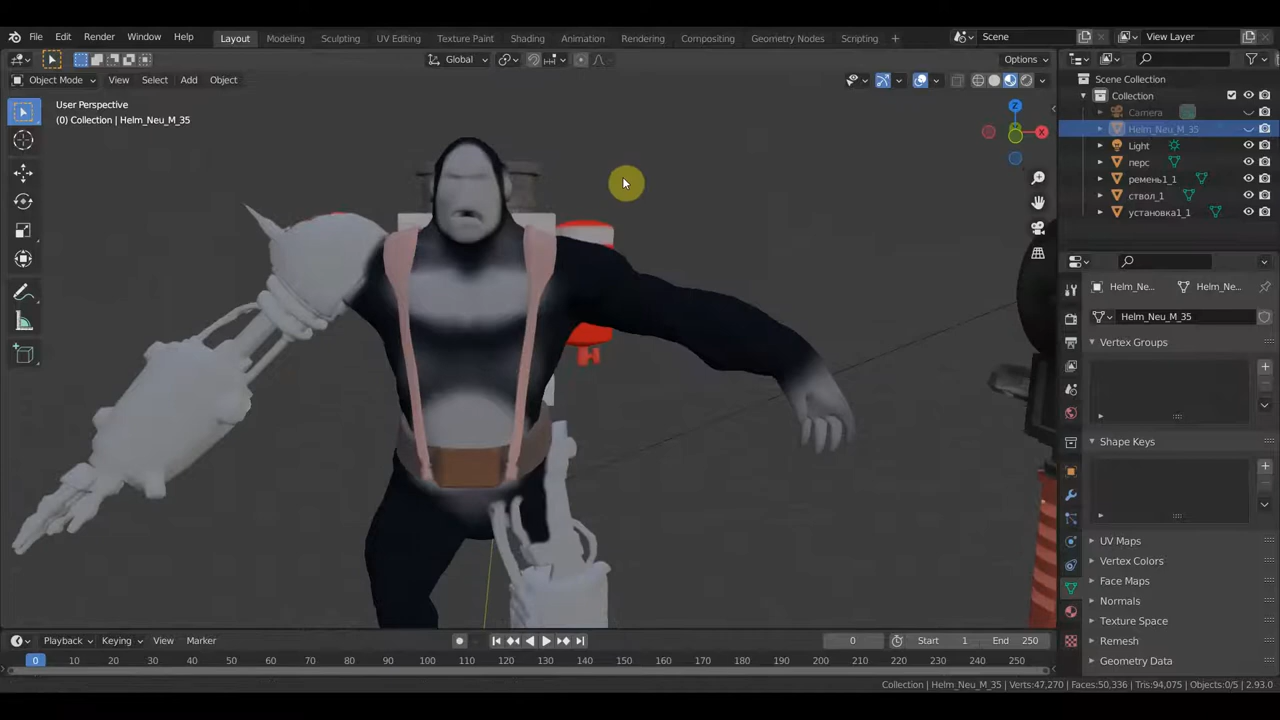 File Edit Render Window Help Layout Modeling Sculpting UV Editing Texture Paint Shading Animation Rendering Compositing Geometry Nodes Scripting + Scene View Layer
Global Options
Object Mode View Select Add Object
User Perspective
(0) Collection | Helm_Neu_M_35
Z
X
Scene Collection
Collection
Camera
Helm_Neu_M_35
Light
перс
ремень1_1
ствол_1
установка1_1
Helm_Ne... Helm_Ne...
Helm_Neu_M_35
Vertex Groups
Shape Keys
UV Maps
Vertex Colors
Face Maps
Normals
Texture Space
Remesh
Geometry Data
Playback Keying View Marker 0 Start 1 End 250
0 10 20 30 40 50 60 70 80 90 100 110 120 130 140 150 160 170 180 190 200 210 220 230 240 250
Collection | Helm_Neu_M_35 | Verts:47,270 | Faces:50,336 | Tris:94,075 | Objects:0/5 | 2.93.0